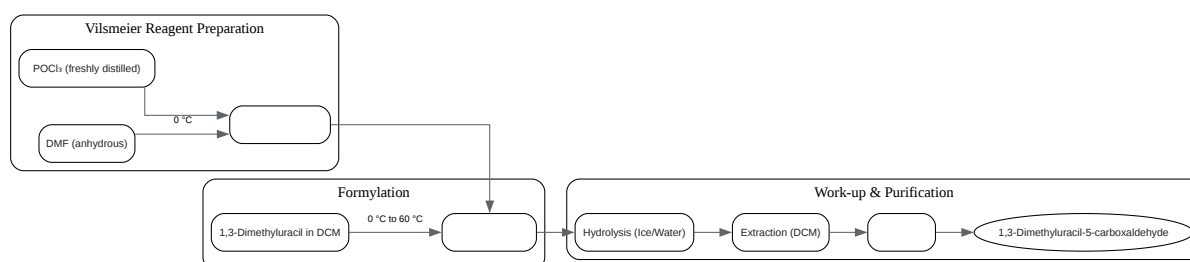 Vilsmeier Reagent Preparation
POCl₃ (freshly distilled)
0 °C
DMF (anhydrous)
Formylation
1,3-Dimethyluracil in DCM
0 °C to 60 °C
Work-up & Purification
Hydrolysis (Ice/Water)
Extraction (DCM)
1,3-Dimethyluracil-5-carboxaldehyde